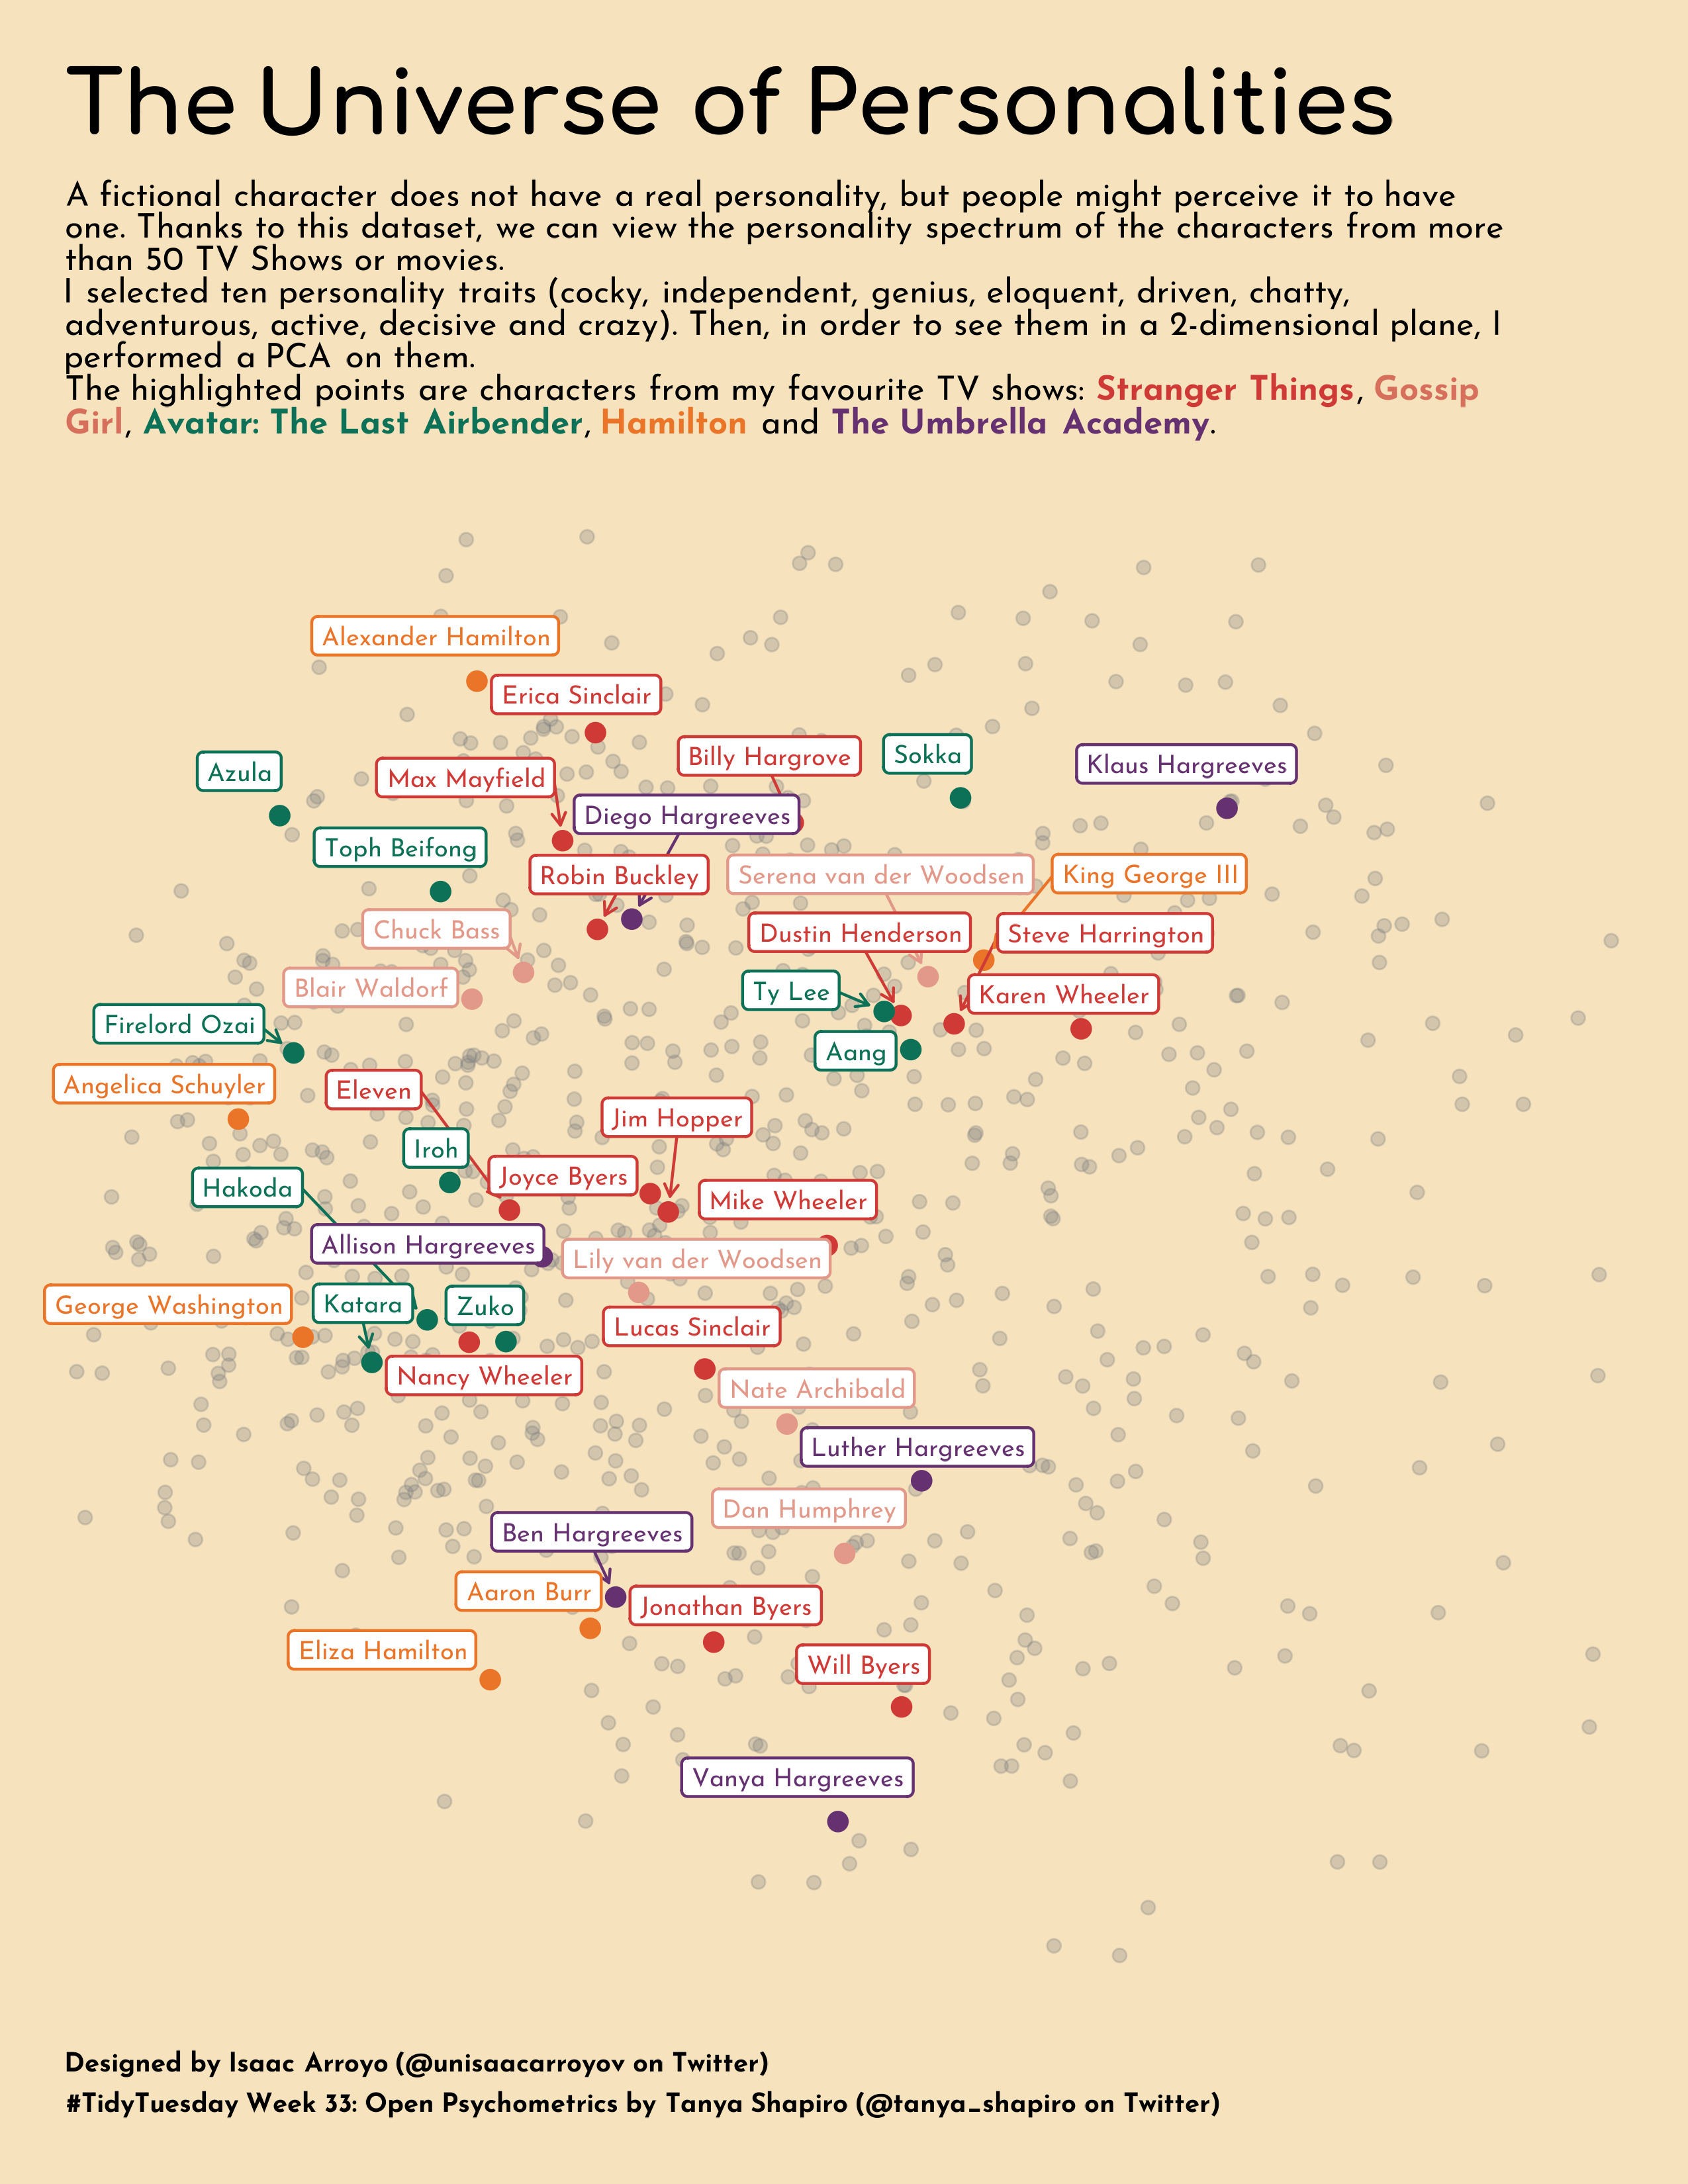 The Universe of Personalities
A fictional character does not have a real personality, but people might perceive it to have
one. Thanks to this dataset, we can view the personality spectrum of the characters from more
than 50 TV Shows or movies.
I selected ten personality traits (cocky, independent, genius, eloquent, driven, chatty,
adventurous, active, decisive and crazy). Then, in order to see them in a 2-dimensional plane, I
performed a PCA on them.
The highlighted points are characters from my favourite TV shows: Stranger Things, Gossip
Girl, Avatar: The Last Airbender, Hamilton and The Umbrella Academy.
Alexander Hamilton
Erica Sinclair
Billy Hargrove
Sokka
Klaus Hargreeves
Azula
Max Mayfield
Diego Hargreeves
Toph Beifong
Robin Buckley
Serena van der Woodsen
King George III
Chuck Bass
Dustin Henderson
Steve Harrington
Blair Waldorf
Ty Lee
Karen Wheeler
Firelord Ozai
Aang
Angelica Schuyler
Eleven
Jim Hopper
Iroh
Joyce Byers
Hakoda
Mike Wheeler
Allison Hargreeves
Lily van der Woodsen
George Washington
Katara
Zuko
Lucas Sinclair
Nancy Wheeler
Nate Archibald
Luther Hargreeves
Dan Humphrey
Ben Hargreeves
Aaron Burr
Jonathan Byers
Eliza Hamilton
Will Byers
Vanya Hargreeves
Designed by Isaac Arroyo (@unisaacarroyov on Twitter)
#TidyTuesday Week 33: Open Psychometrics by Tanya Shapiro (@tanya_shapiro on Twitter)